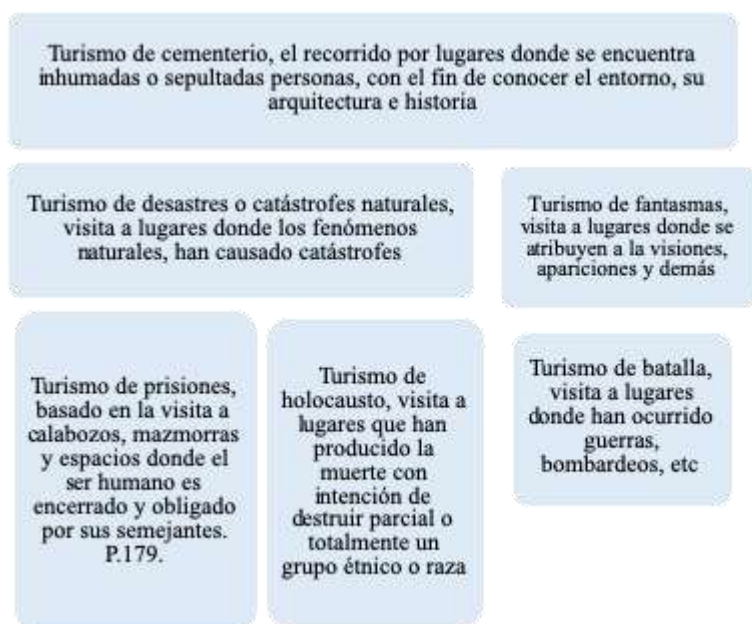 Turismo de cementerio, el recorrido por lugares donde se encuentra
inhumadas o sepultadas personas, con el fin de conocer el entorno, su
arquitectura e historia
Turismo de desastres o catástrofes naturales,
visita a lugares donde los fenómenos
naturales, han causado catástrofes
Turismo de fantasmas,
visita a lugares donde se
atribuyen a la visiones,
apariciones y demás
Turismo de prisiones,
basado en la visita a
calabozos, mazmorras
y espacios donde el
ser humano es
encerrado y obligado
por sus semejantes.
P.179.
Turismo de
holocausto, visita a
lugares que han
producido la
muerte con
intención de
destruir parcial o
totalmente un
grupo étnico o raza
Turismo de batalla,
visita a lugares
donde han ocurrido
guerras,
bombardeos, etc